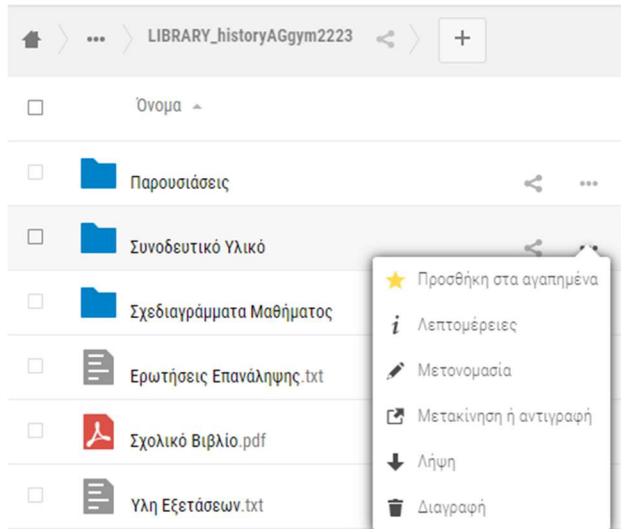 LIBRARY_historyAGgym2223
Όνομα
Παρουσιάσεις
Συνοδευτικό Υλικό
Προσθήκη στα αγαπημένα
Σχεδιαγράμματα Μαθήματος
Λεπτομέρειες
Ερωτήσεις Επανάληψης.txt
Μετονομασία
Μετακίνηση ή αντιγραφή
Σχολικό Βιβλίο.pdf
Λήψη
Υλη Εξετάσεων.txt
Διαγραφή